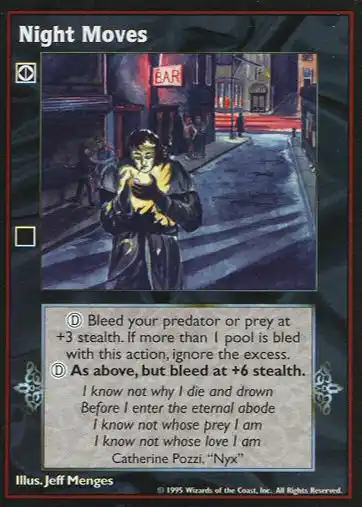 Night Moves
BAR
Ⓓ Bleed your predator or prey at
+3 stealth. If more than 1 pool is bled
with this action, ignore the excess.
Ⓓ As above, but bleed at +6 stealth.
I know not why I die and drown
Before I enter the eternal abode
I know not whose prey I am
I know not whose love I am
Catherine Pozzi, “Nyx”
Illus. Jeff Menges
© 1995 Wizards of the Coast, Inc. All Rights Reserved.